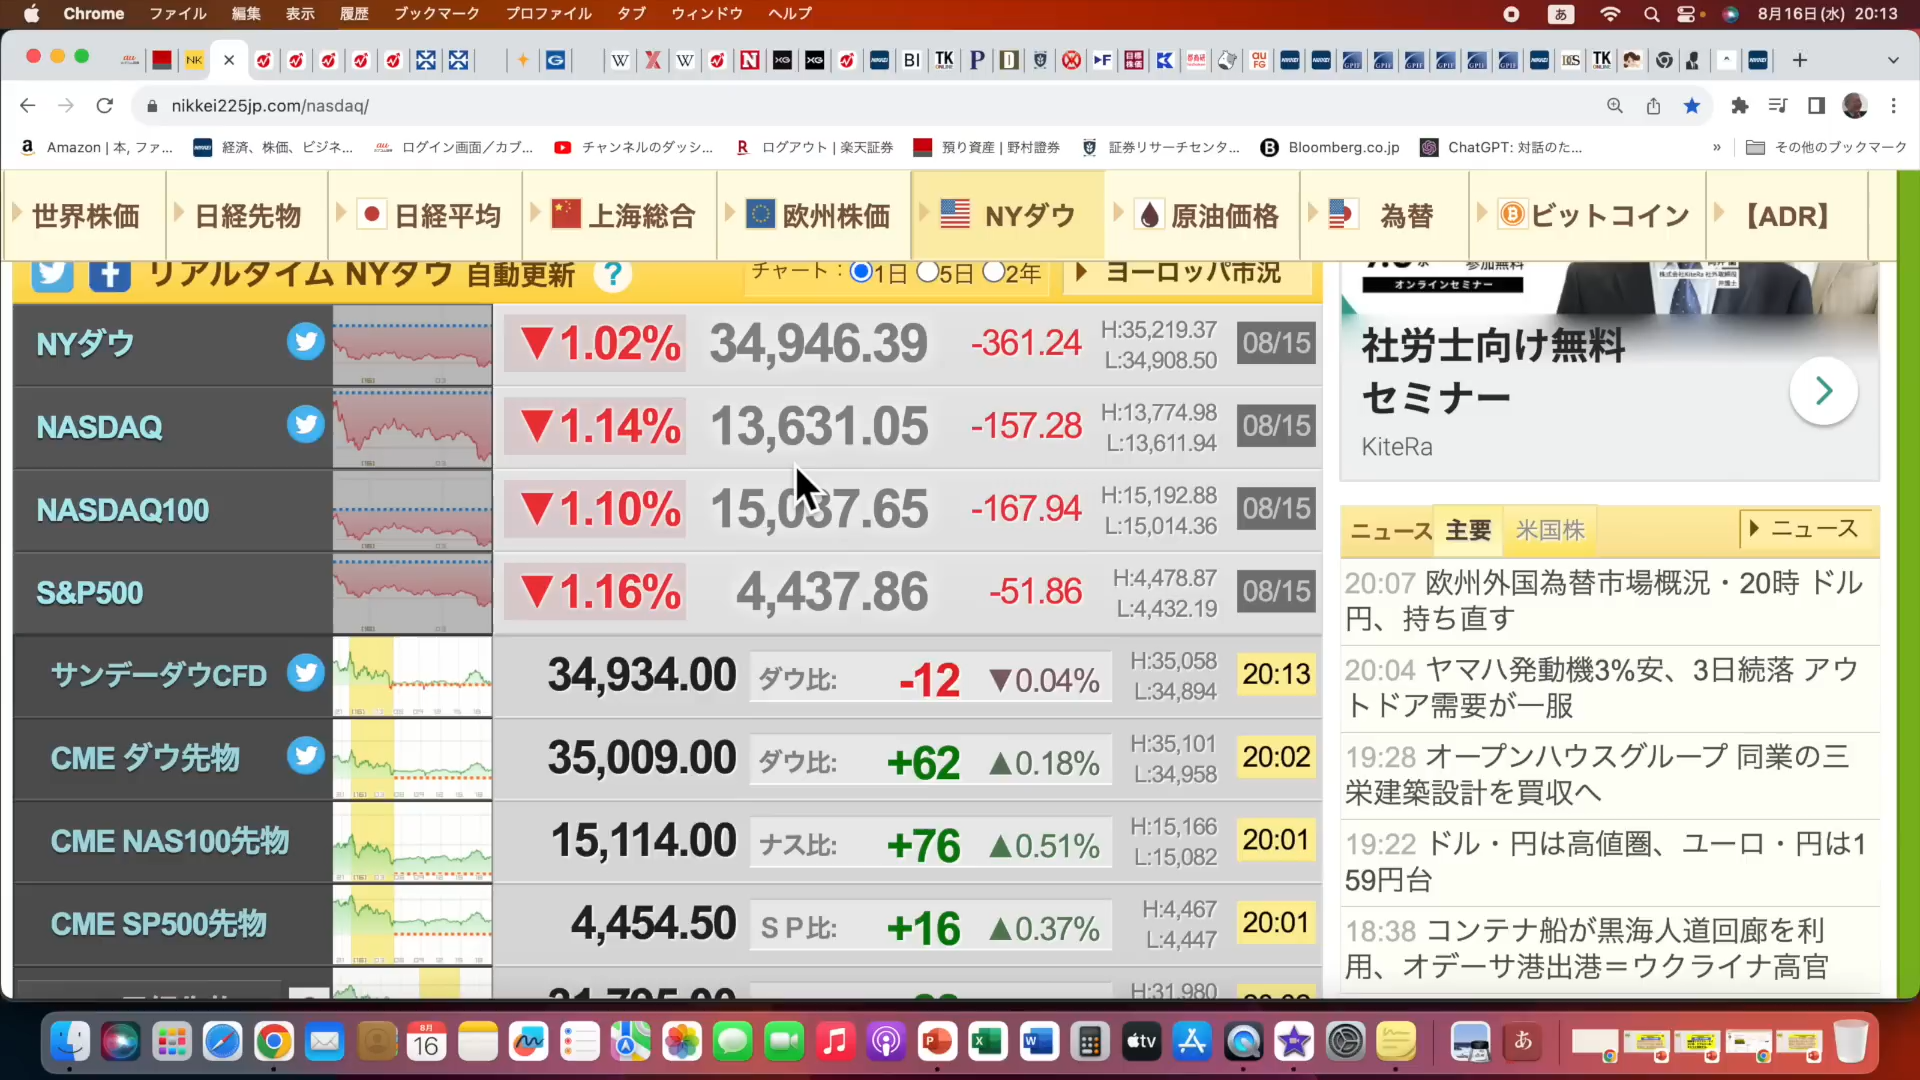 Chrome ファイル 編集 表示 履歴 ブックマーク プロファイル タブ ウィンドウ ヘルプ あ 8月16日(水) 20:13
nikkei225jp.com/nasdaq/
Amazon | 本, ファ... 経済、株価、ビジネ... ログイン画面／カブ... チャンネルのダッシ... ログアウト | 楽天証券 預り資産 | 野村證券 証券リサーチセンタ... Bloomberg.co.jp ChatGPT: 対話のた... » その他のブックマーク
世界株価 日経先物 日経平均 上海総合 欧州株価 NYダウ 原油価格 為替 ビットコイン 【ADR】
リアルタイム NYダウ 自動更新 ? チャート：1日 5日 2年 ヨーロッパ市況
NYダウ ▼1.02% 34,946.39 -361.24 H:35,219.37 L:34,908.50 08/15
NASDAQ ▼1.14% 13,631.05 -157.28 H:13,774.98 L:13,611.94 08/15
NASDAQ100 ▼1.10% 15,037.65 -167.94 H:15,192.88 L:15,014.36 08/15
S&P500 ▼1.16% 4,437.86 -51.86 H:4,478.87 L:4,432.19 08/15
サンデーダウCFD 34,934.00 ダウ比: -12 ▼0.04% H:35,058 L:34,894 20:13
CME ダウ先物 35,009.00 ダウ比: +62 ▲0.18% H:35,101 L:34,958 20:02
CME NAS100先物 15,114.00 ナス比: +76 ▲0.51% H:15,166 L:15,082 20:01
CME SP500先物 4,454.50 ＳＰ比: +16 ▲0.37% H:4,467 L:4,447 20:01
H:31,980
参加無料
オンラインセミナー
社労士向け無料
セミナー
KiteRa
ニュース 主要 米国株 ニュース
20:07 欧州外国為替市場概況・20時 ドル
円、持ち直す
20:04 ヤマハ発動機3%安、3日続落 アウ
トドア需要が一服
19:28 オープンハウスグループ 同業の三
栄建築設計を買収へ
19:22 ドル・円は高値圏、ユーロ・円は1
59円台
18:38 コンテナ船が黒海人道回廊を利
用、オデーサ港出港＝ウクライナ高官
8月
16
tv
あ